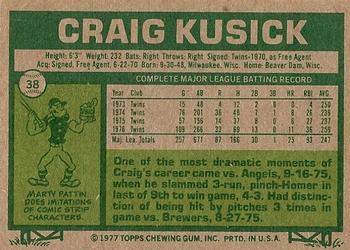 CRAIG KUSICK
38
Height: 6'3" Weight: 232 Bats: Right Throws: Right Signed: Twins-1970, as Free Agent
Acq: Signed, Free Agent, 6-22-70 Born: 9-30-48, Milwaukee, Wisc. Home: Beaver Dam, Wisc.
COMPLETE MAJOR LEAGUE BATTING RECORD
YEAR CLUB G AB R H 2B 3B HR RBI AVG
1973 Twins 15 48 4 12 2 0 0 4 .250
1974 Twins 76 201 36 48 7 1 8 26 .239
1975 Twins 57 156 14 37 8 0 6 27 .237
1976 Twins 109 266 33 69 13 0 11 36 .259
Maj. Lea. Totals 257 671 87 166 30 1 25 93 .247
MARTY PATTIN
DOES IMITATIONS
OF COMIC STRIP
CHARACTERS.
One of the most dramatic moments of
Craig's career came vs. Angels, 9-16-75,
when he slammed 3-run, pinch-Homer in
last of 9th to win game, 4-3. Had distinc-
tion of being hit by pitches 3 times in
game vs. Brewers, 8-27-75.
© 1977 TOPPS CHEWING GUM, INC. PRTD. IN U.S.A.